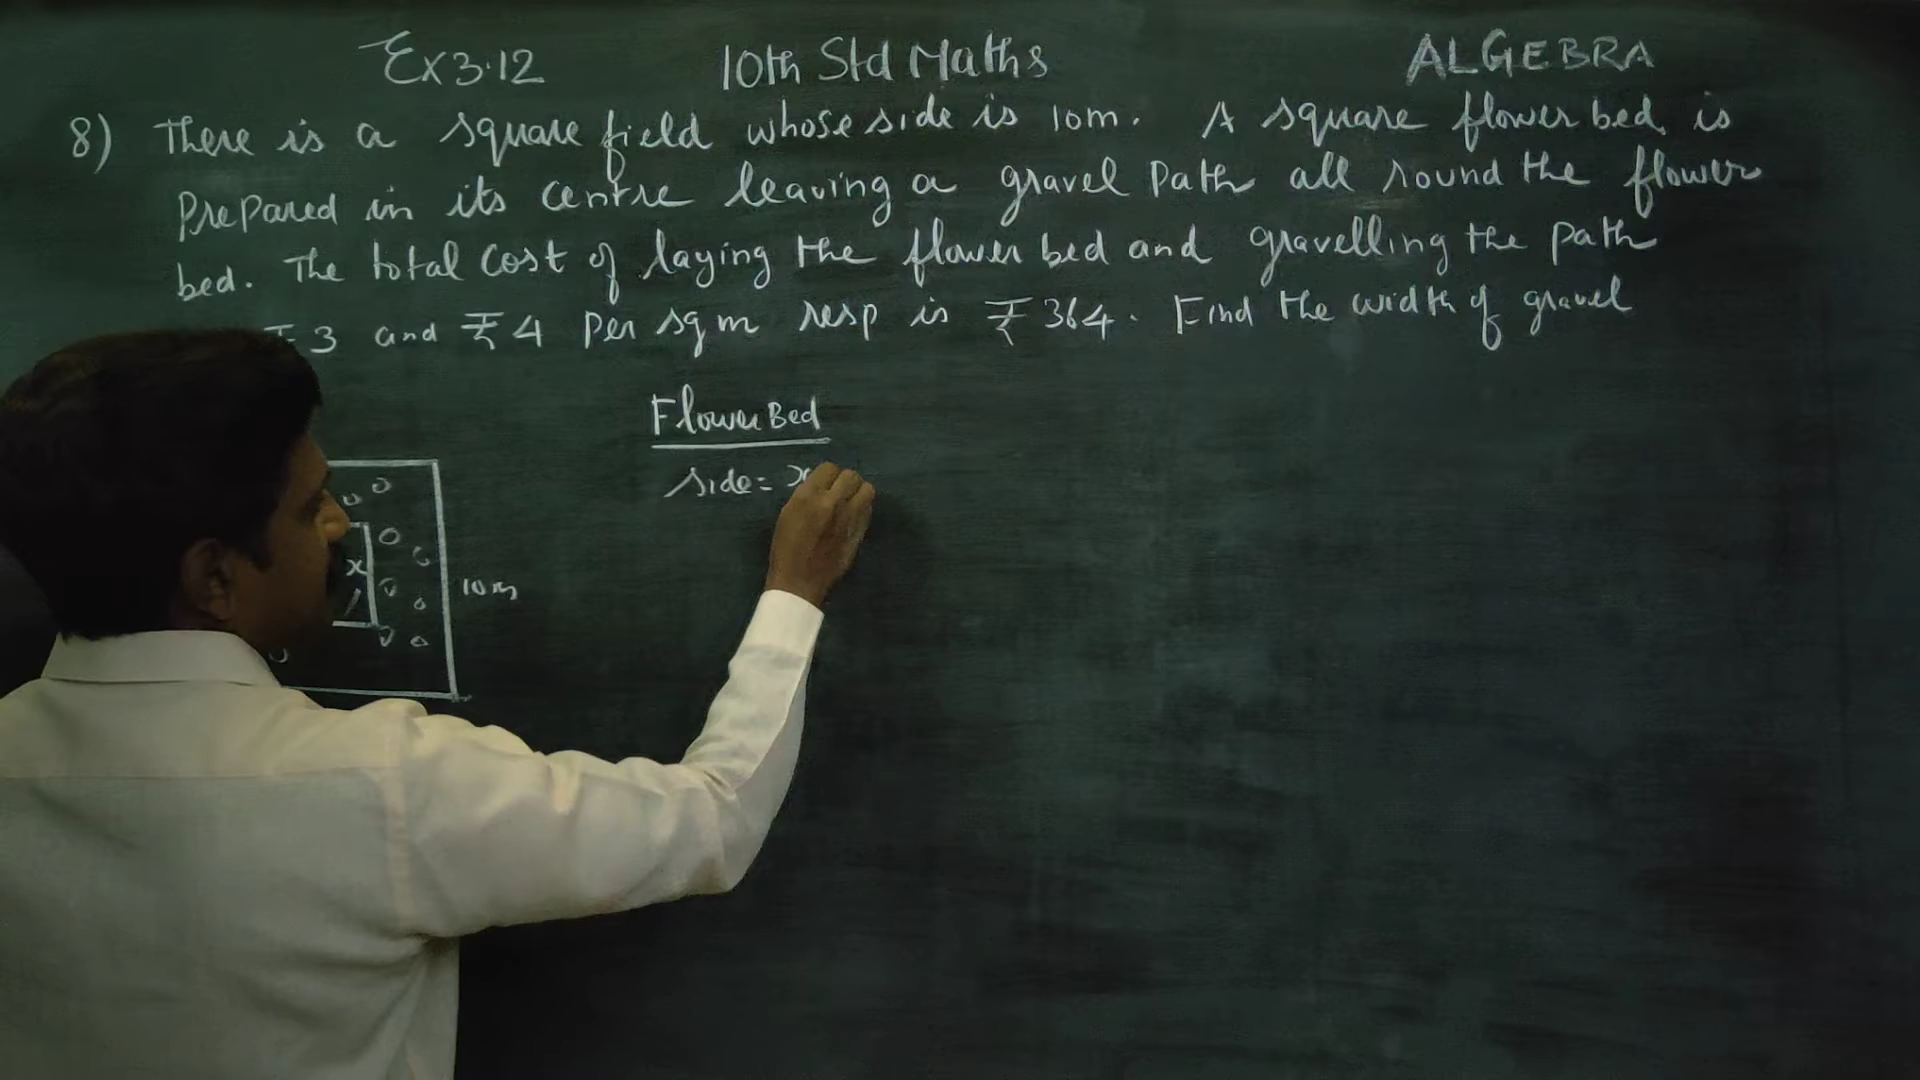 Ex 3.12 10th Std Maths ALGEBRA
8) There is a square field whose side is 10m. A square flower bed is
Prepared in its centre leaving a gravel Path all round the flower
bed. The total Cost of laying the flower bed and gravelling the path
₹ 3 and ₹ 4 Per sq m resp is ₹ 364. Find the width of gravel
Flower Bed
side = x
x
10 m